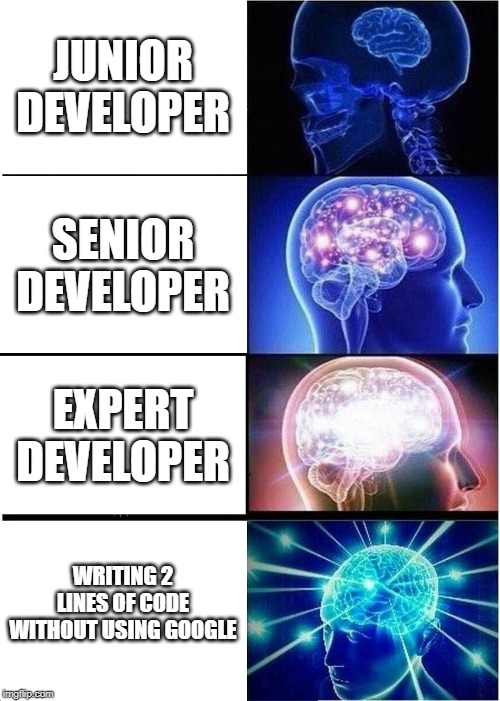 JUNIOR
DEVELOPER
SENIOR
DEVELOPER
EXPERT
DEVELOPER
WRITING 2
LINES OF CODE
WITHOUT USING GOOGLE
imgflip.com